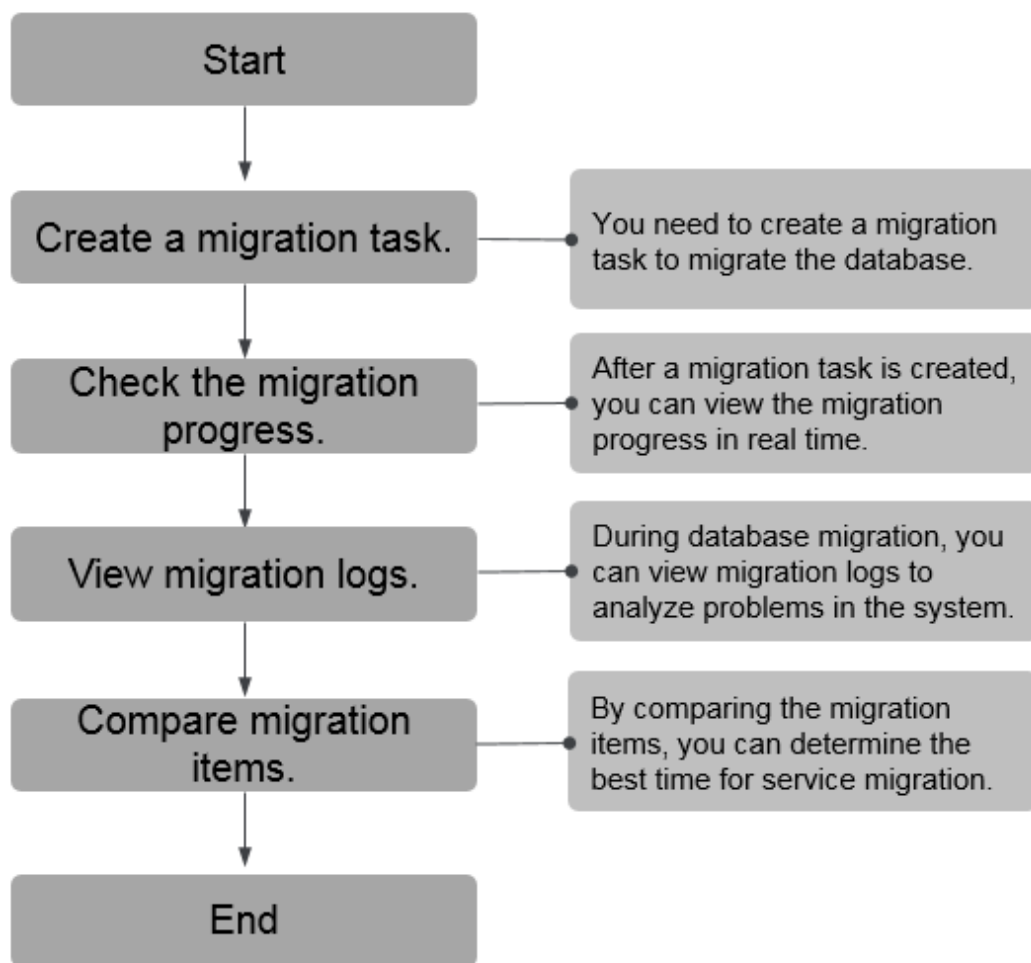 Start
Create a migration task.
You need to create a migration
task to migrate the database.
Check the migration
progress.
After a migration task is created,
you can view the migration
progress in real time.
View migration logs.
During database migration, you
can view migration logs to
analyze problems in the system.
Compare migration
items.
By comparing the migration
items, you can determine the
best time for service migration.
End